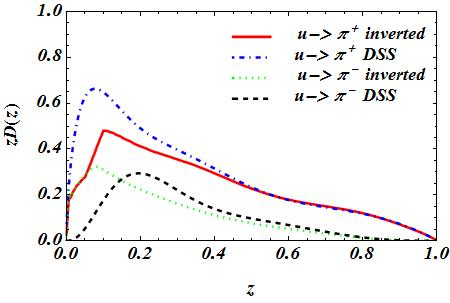 1.0
0.8
0.6
0.4
0.2
0.0
zD(z)
u−> π+ inverted
u−> π+ DSS
u−> π− inverted
u−> π− DSS
0.0 0.2 0.4 0.6 0.8 1.0
z